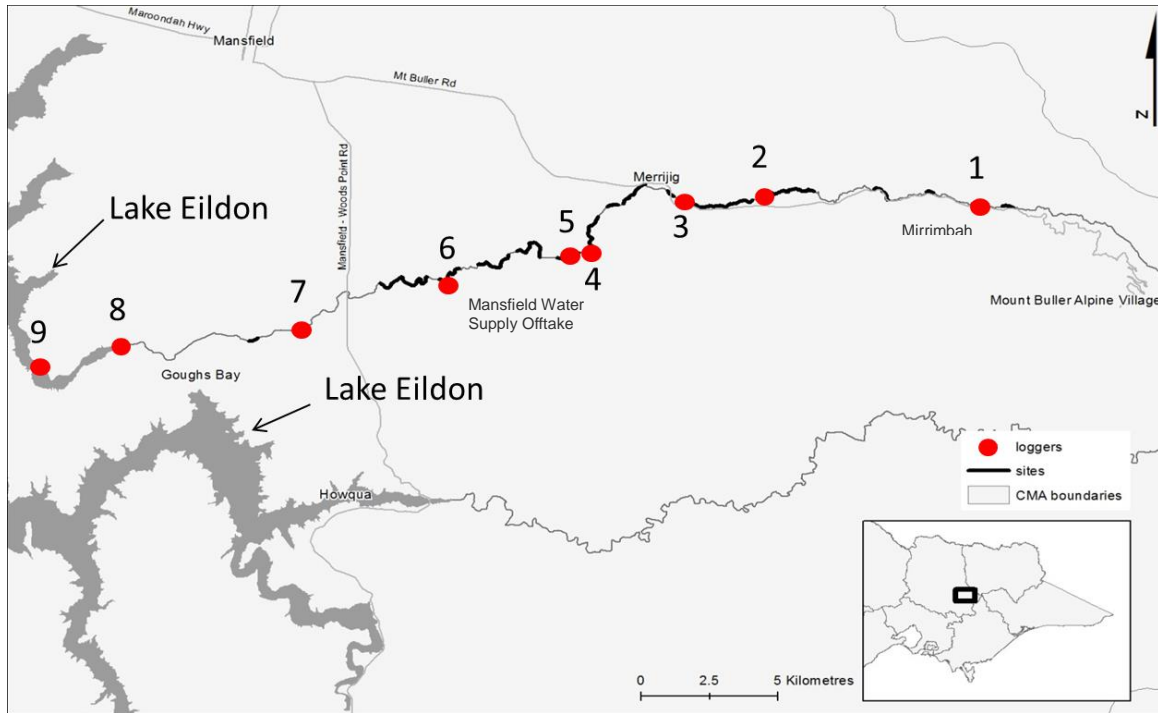 Maroondah Hwy
Mansfield
Mt Buller Rd
Z
Mansfield - Woods Point Rd
Merrijig
2
1
3
Mirrimbah
Lake Eildon
5
4
6
Mansfield Water
Supply Offtake
Mount Buller Alpine Village
7
8
9
Goughs Bay
Lake Eildon
Howqua
loggers
sites
CMA boundaries
0 2.5 5 Kilometres